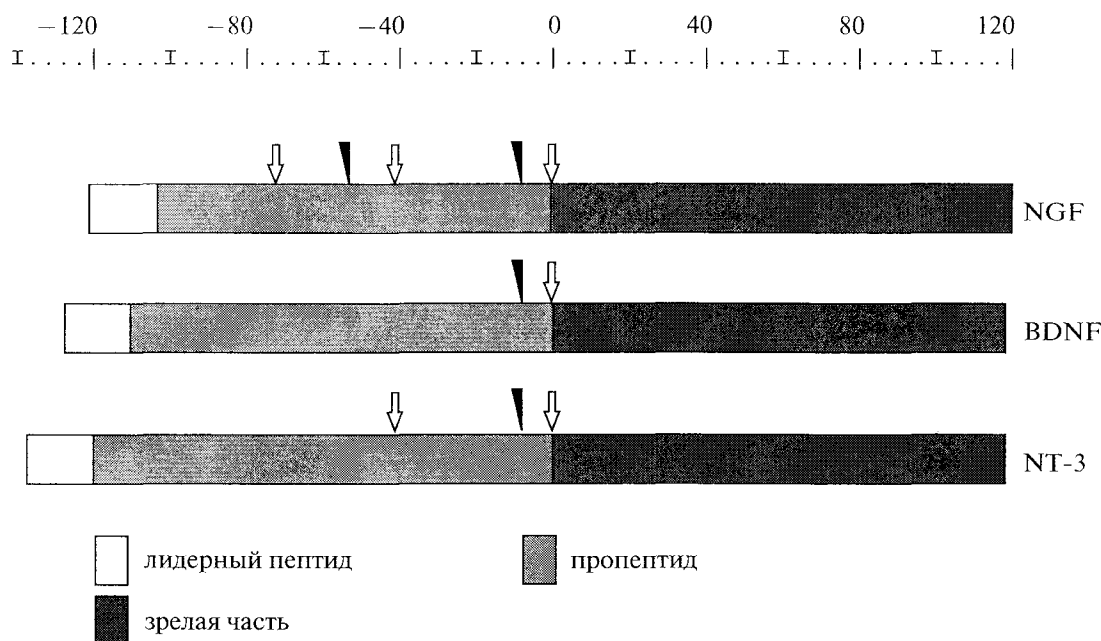 −120 −80 −40 0 40 80 120
I....|....I....|....I....|....I....|....I....|....I....|....I....|
NGF
BDNF
NT-3
лидерный пептид пропептид
зрелая часть